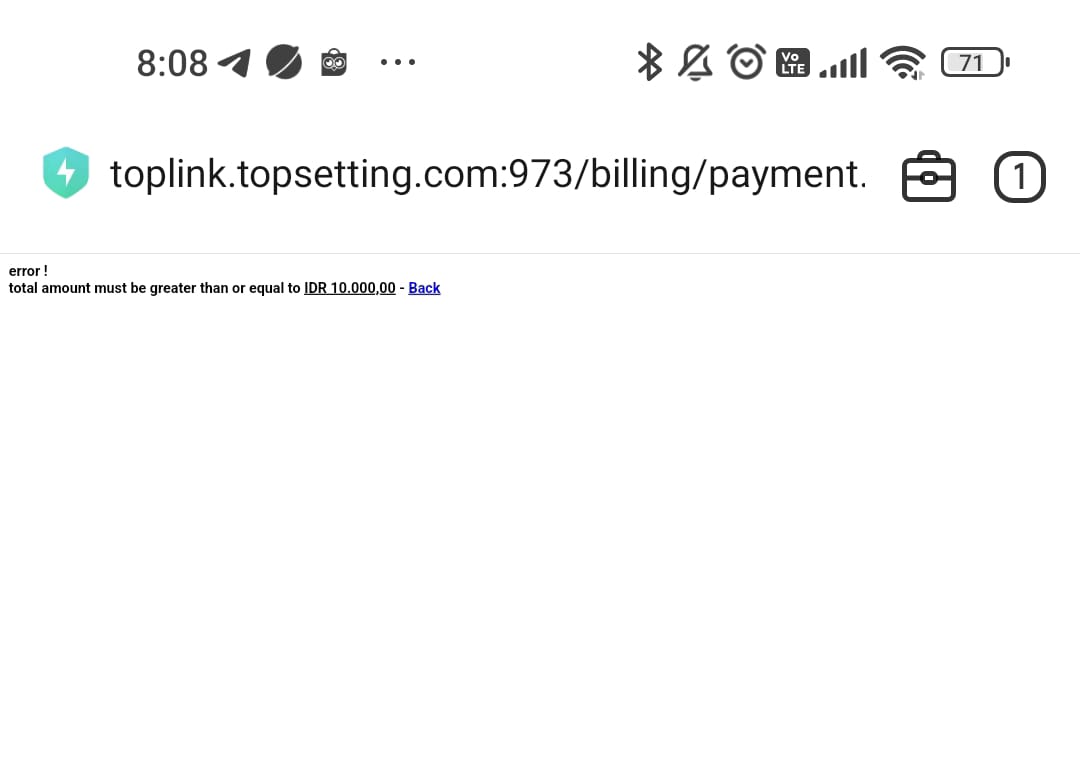 8:08 ... Vo LTE 71
toplink.topsetting.com:973/billing/payment. 1
error !
total amount must be greater than or equal to IDR 10.000,00 - Back